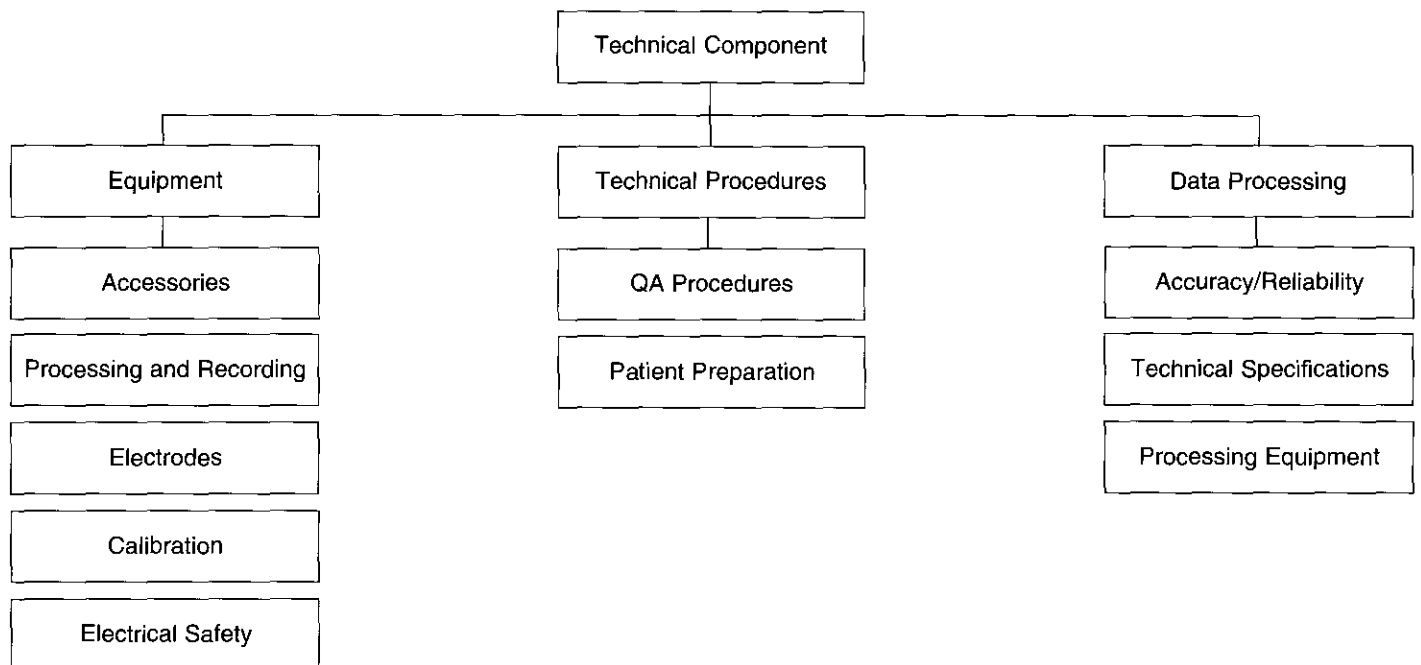 Technical Component
Equipment
Technical Procedures
Data Processing
Accessories
QA Procedures
Accuracy/Reliability
Processing and Recording
Patient Preparation
Technical Specifications
Electrodes
Processing Equipment
Calibration
Electrical Safety